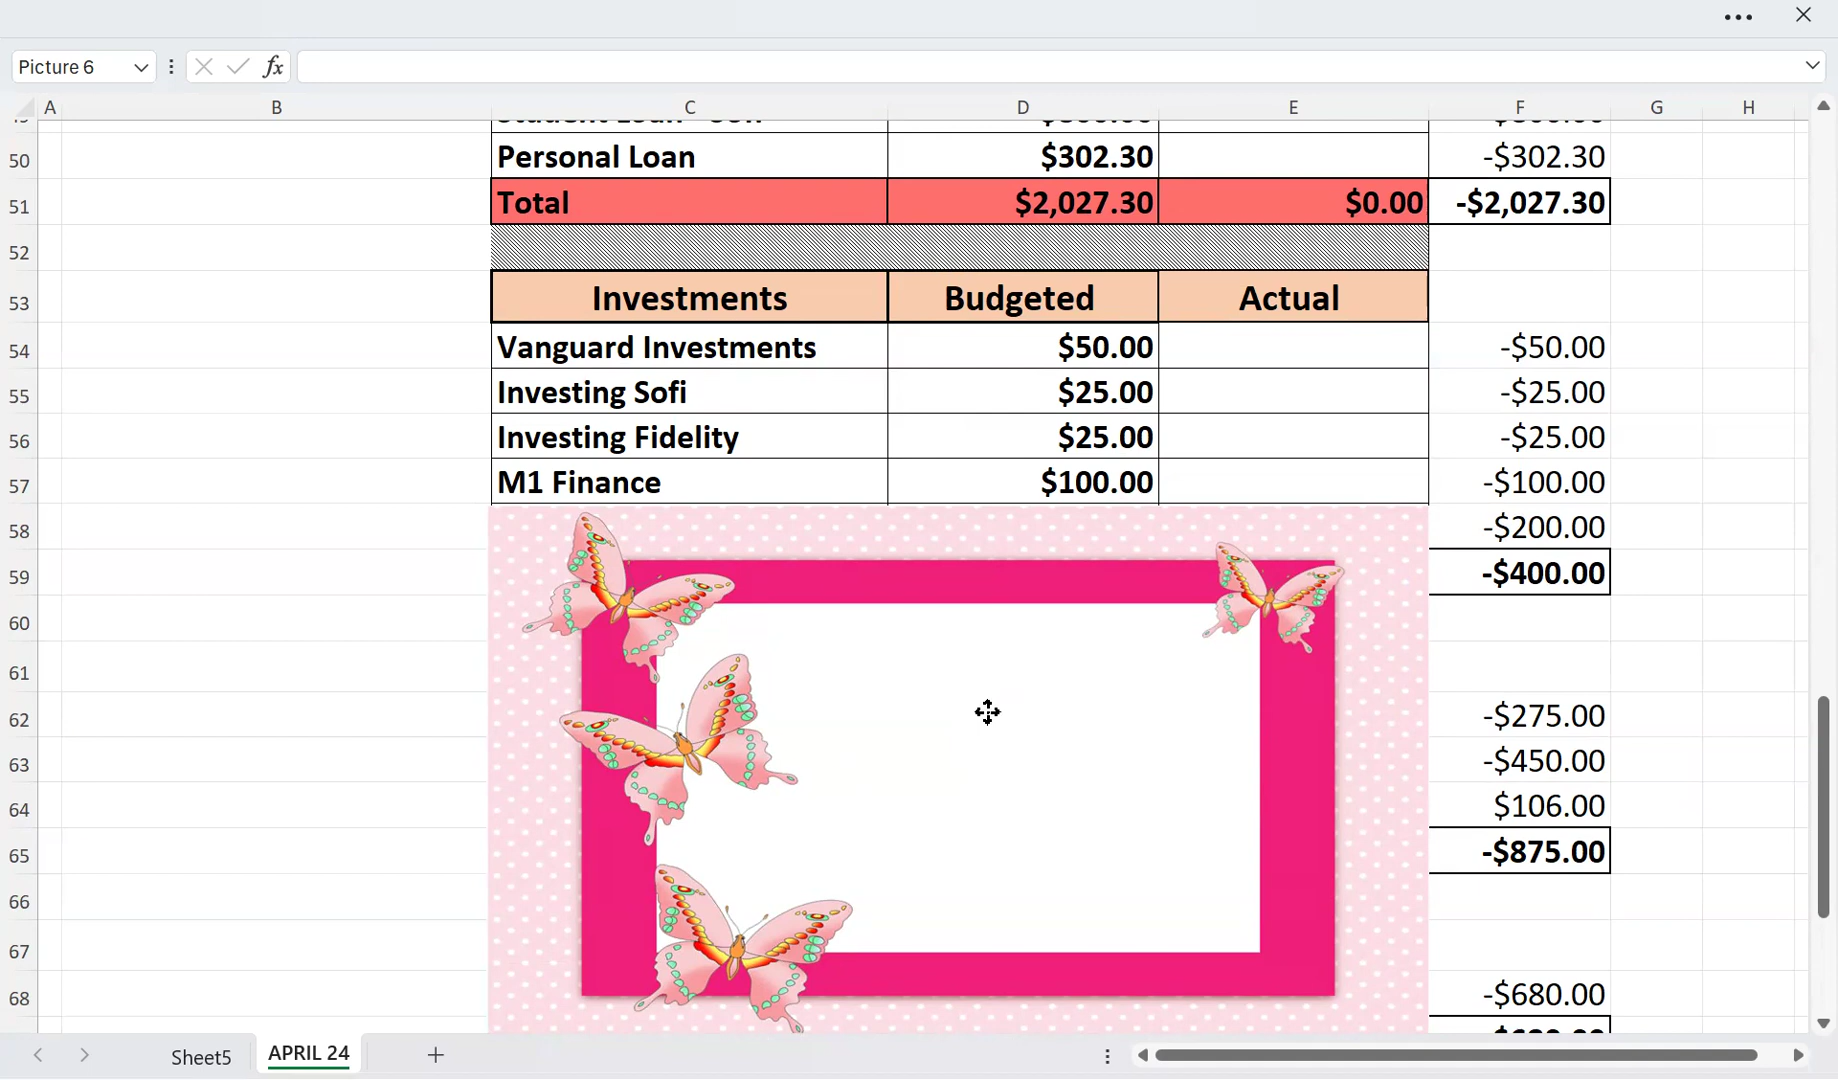 Picture 6
fx
A B C D E F G H
50 Personal Loan $302.30 -$302.30
51 Total $2,027.30 $0.00 -$2,027.30
52
53 Investments Budgeted Actual
54 Vanguard Investments $50.00 -$50.00
55 Investing Sofi $25.00 -$25.00
56 Investing Fidelity $25.00 -$25.00
57 M1 Finance $100.00 -$100.00
58 -$200.00
59 -$400.00
60
61
62 -$275.00
63 -$450.00
64 $106.00
65 -$875.00
66
67
68 -$680.00
Sheet5 APRIL 24